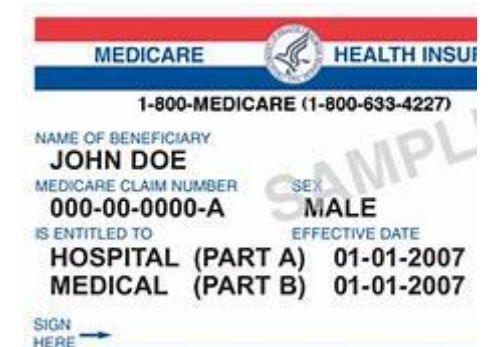 MEDICARE HEALTH INSUR
1-800-MEDICARE (1-800-633-4227)
NAME OF BENEFICIARY
JOHN DOE
MEDICARE CLAIM NUMBER SEX
000-00-0000-A MALE
IS ENTITLED TO EFFECTIVE DATE
HOSPITAL (PART A) 01-01-2007
MEDICAL (PART B) 01-01-2007
SIGN
HERE
SAMPLE